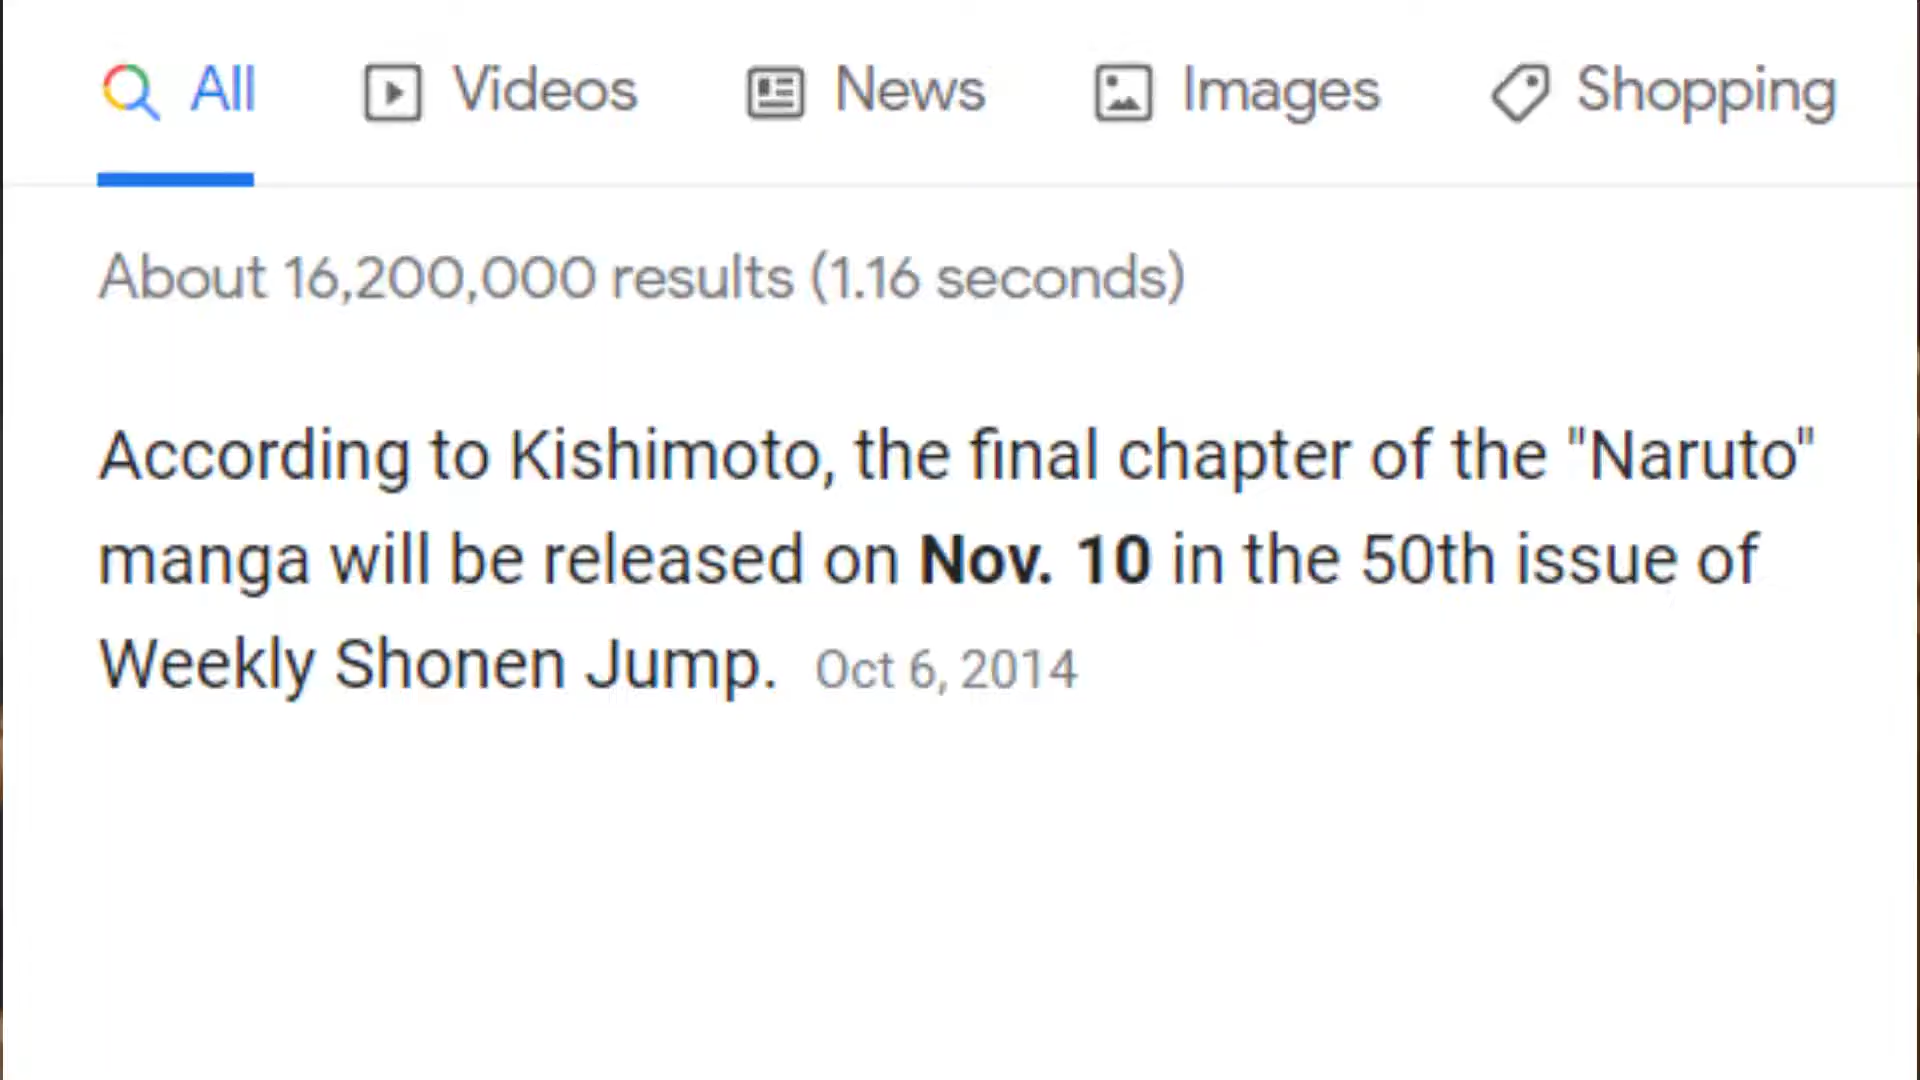 All Videos News Images Shopping
About 16,200,000 results (1.16 seconds)
According to Kishimoto, the final chapter of the "Naruto"
manga will be released on Nov. 10 in the 50th issue of
Weekly Shonen Jump. Oct 6, 2014